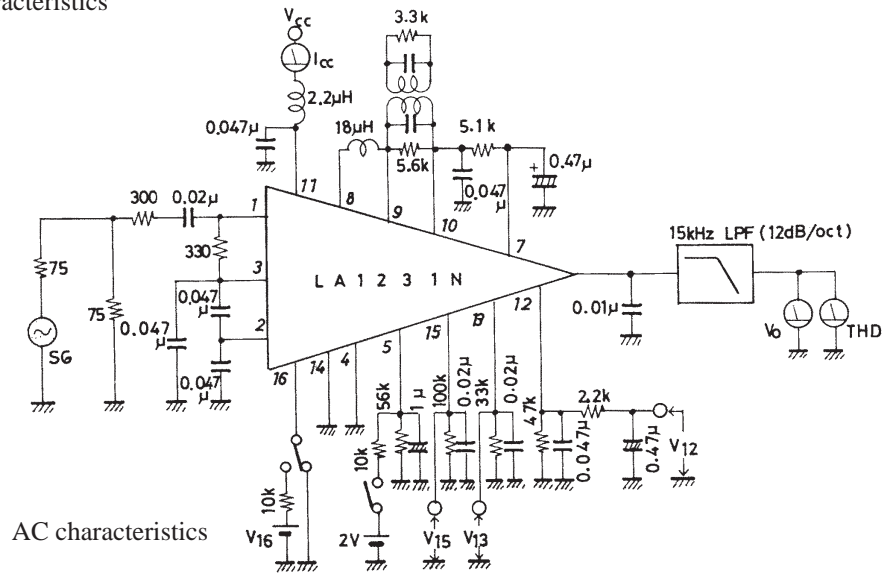 racteristics
Vcc
Icc
2.2μH
0.047μ
3.3k
18μH
5.6k
5.1k
0.047
μ
+
0.47μ
11
8
9
10
7
300
0.02μ
1
330
3
75
75
0.047
μ
0.047
μ
2
0.047
μ
SG
LA1231N
16
14
4
5
15
13
12
0.01μ
15kHz LPF (12dB/oct)
Vo
THD
56k
1μ
100k
0.02μ
33k
0.02μ
47k
0.047μ
2.2k
0.47μ
V12
10k
10k
V16
2V
V15
V13
AC characteristics